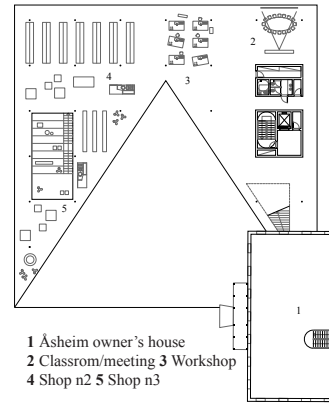 2
4
3
5
1
1 Åsheim owner’s house
2 Classrom/meeting 3 Workshop
4 Shop n2 5 Shop n3